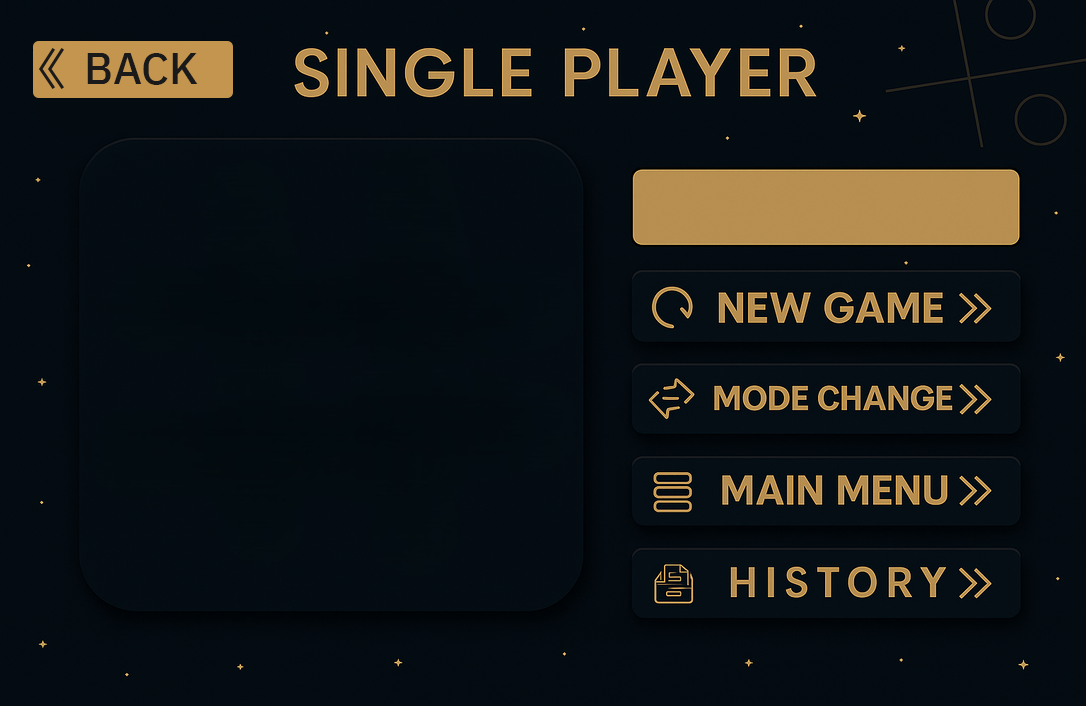 BACK
SINGLE PLAYER
NEW GAME
MODE CHANGE
MAIN MENU
HISTORY